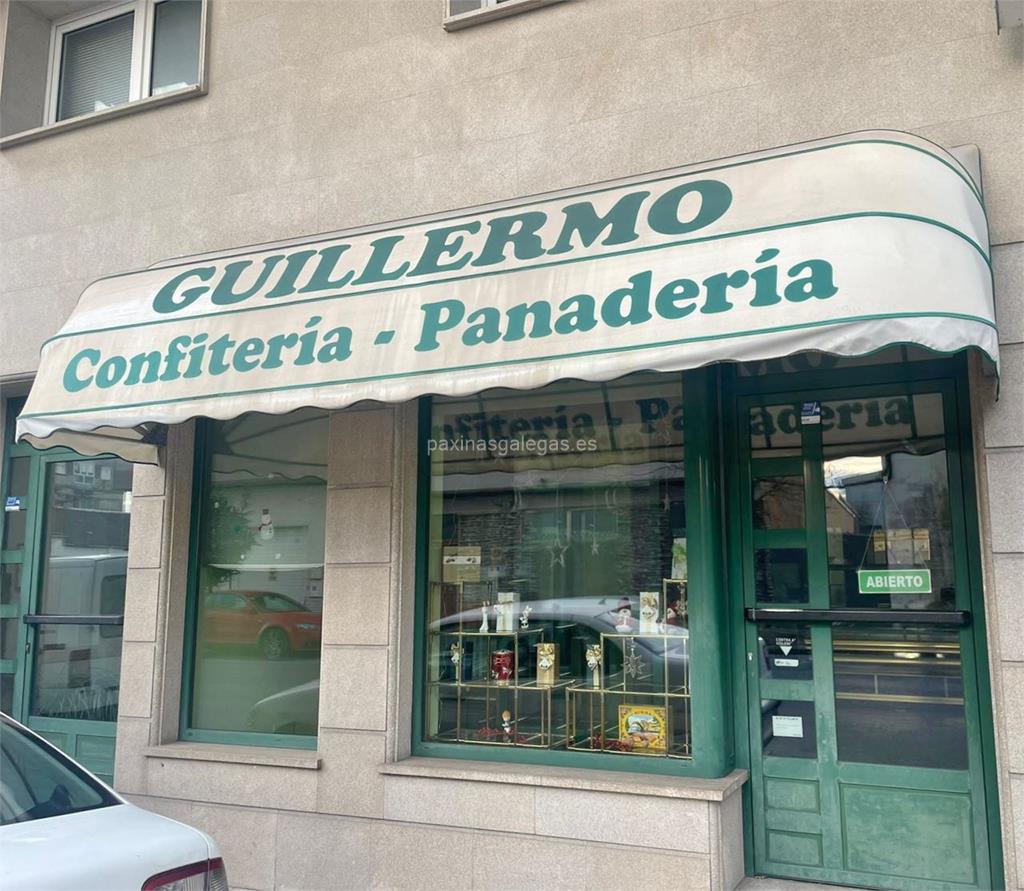 GUILLERMO
Confitería - Panadería
paxinasgalegas.es
ABIERTO